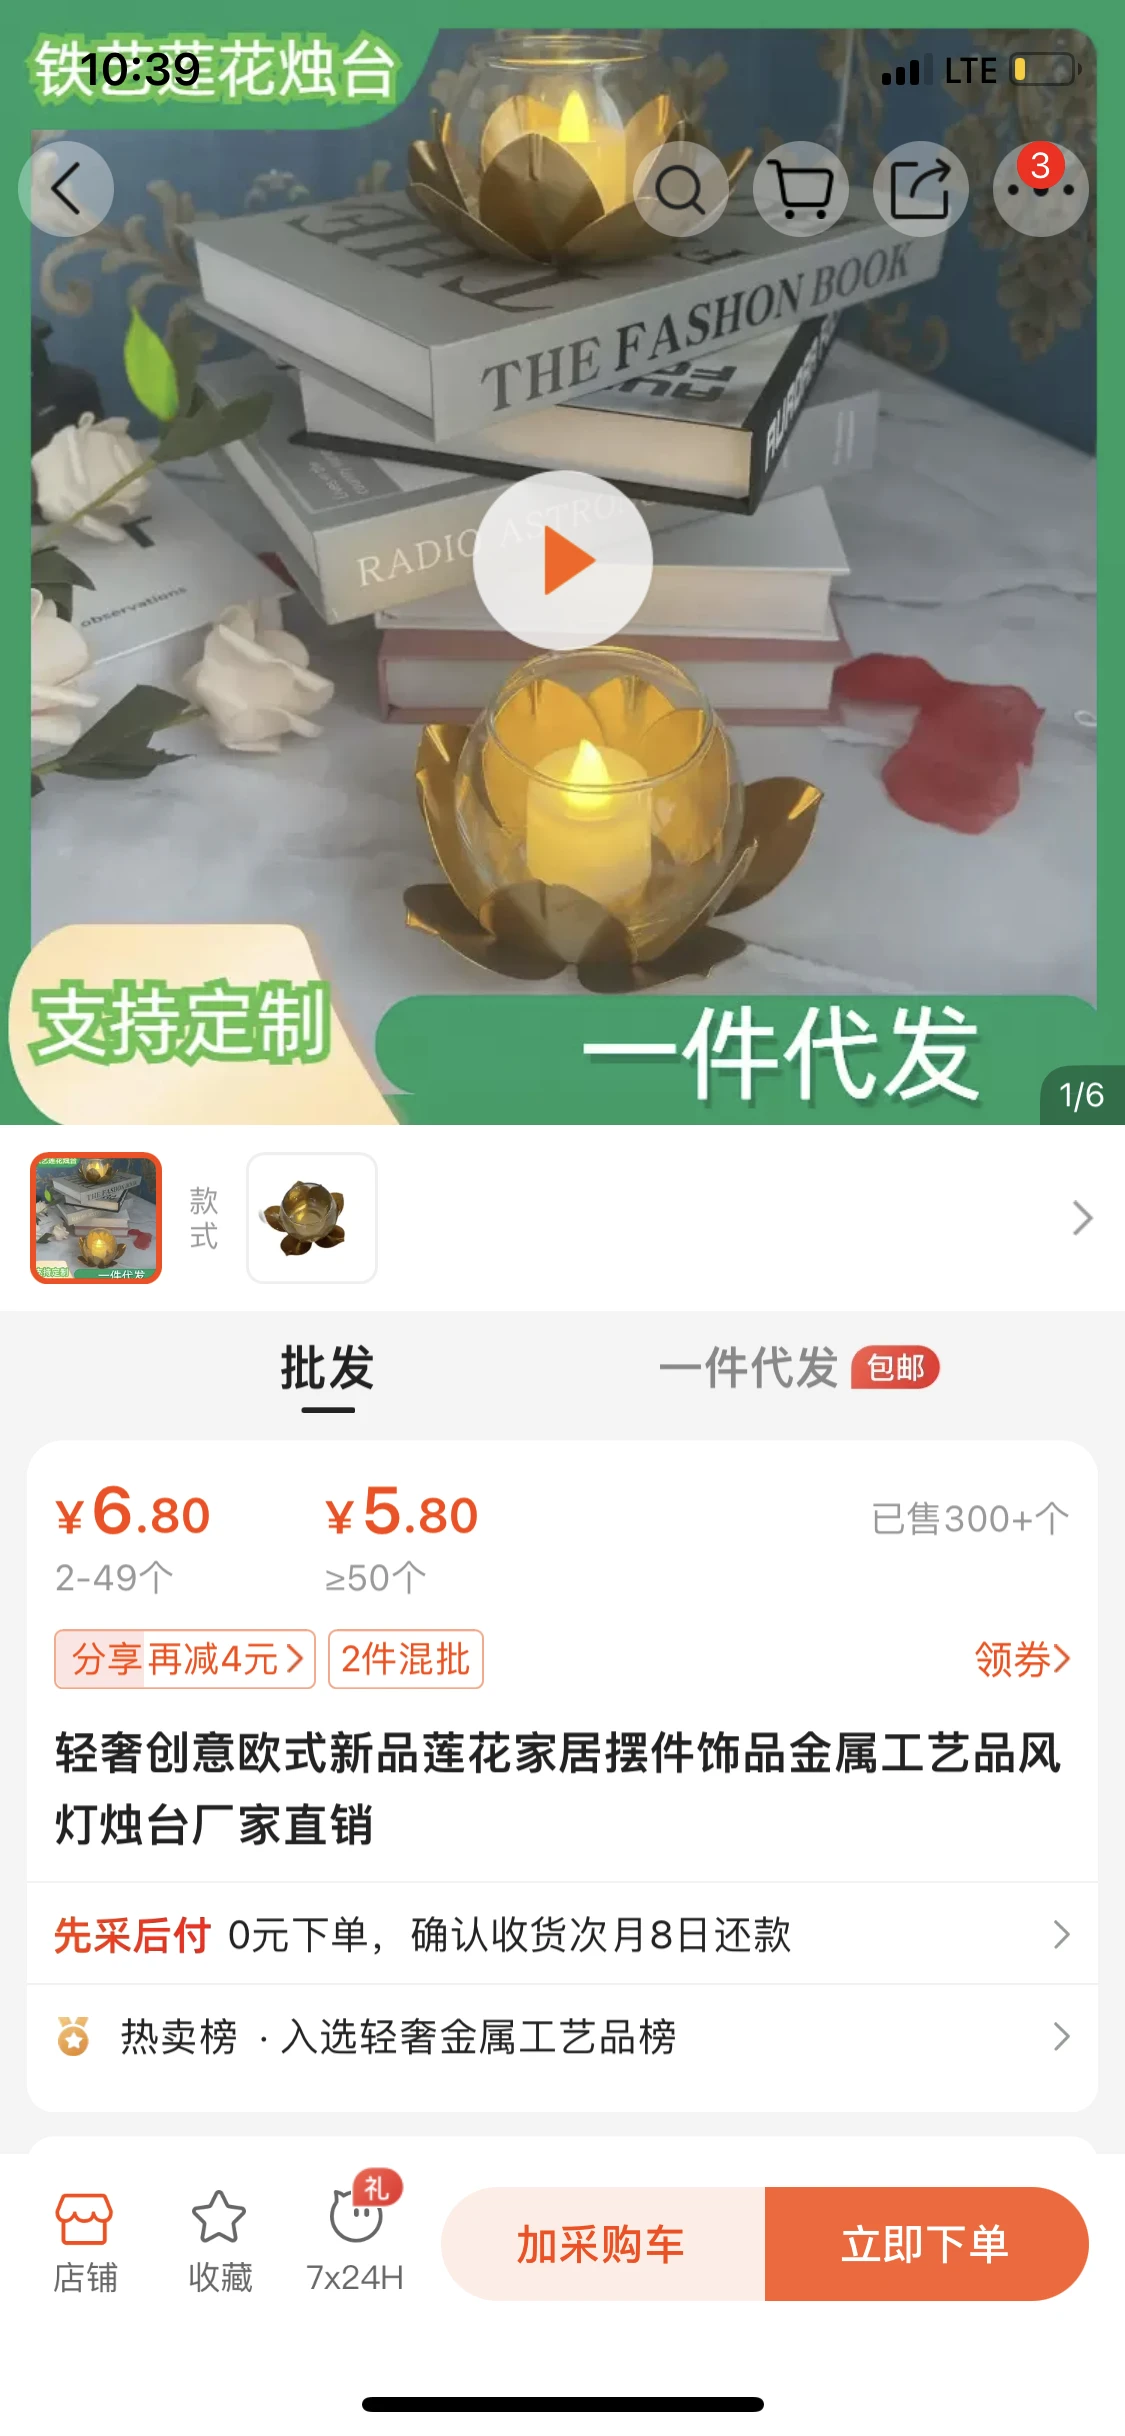 铁艺莲花烛台
10:39
LTE
3
THE FASHON BOOK
RADIO ASTRO
observations
支持定制
一件代发
1/6
款式
批发
一件代发 包邮
¥6.80
¥5.80
已售300+个
2-49个
≥50个
分享再减4元
2件混批
领券
轻奢创意欧式新品莲花家居摆件饰品金属工艺品风
灯烛台厂家直销
先采后付 0元下单，确认收货次月8日还款
热卖榜 · 入选轻奢金属工艺品榜
礼
店铺
收藏
7x24H
加采购车
立即下单